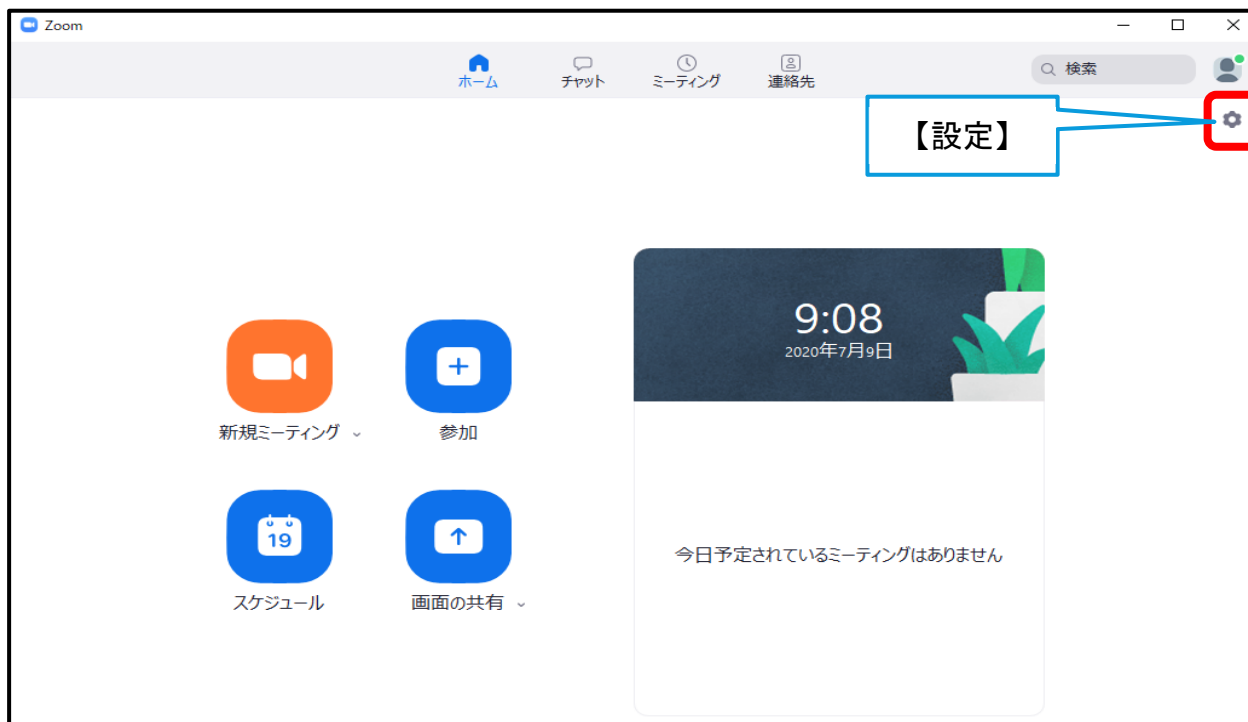 Zoom
ホーム
チャット
ミーティング
連絡先
検索
【設定】
9:08
2020年7月9日
新規ミーティング
参加
19
スケジュール
画面の共有
今日予定されているミーティングはありません